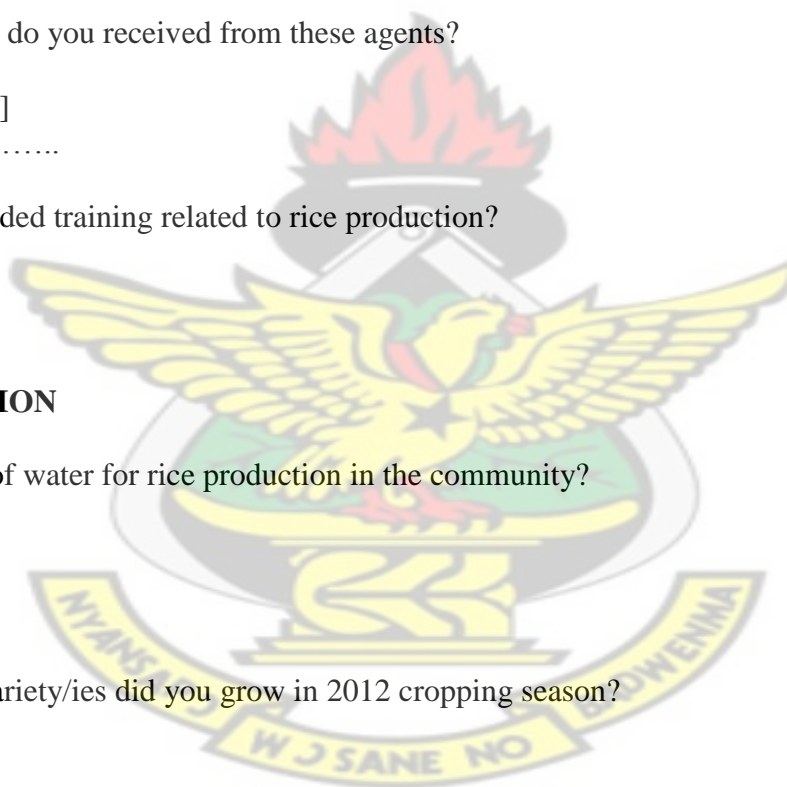 do you received from these agents?
]
……..
ded training related to rice production?
ION
of water for rice production in the community?
ariety/ies did you grow in 2012 cropping season?
W Ɔ SANE NO